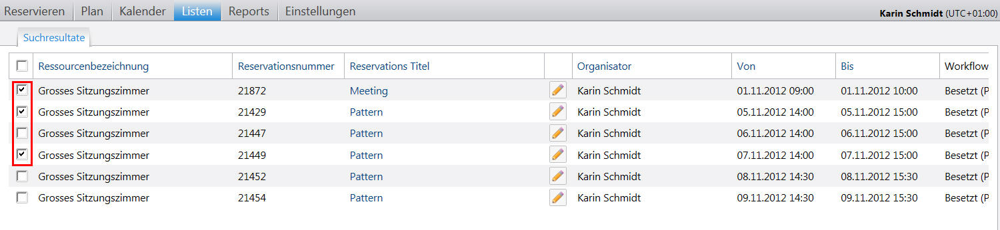 Reservieren Plan Kalender Listen Reports Einstellungen Karin Schmidt (UTC+01:00)
Suchresultate
Ressourcenbezeichnung Reservationsnummer Reservations Titel Organisator Von Bis Workflow
Grosses Sitzungszimmer 21872 Meeting Karin Schmidt 01.11.2012 09:00 01.11.2012 10:00 Besetzt (P
Grosses Sitzungszimmer 21429 Pattern Karin Schmidt 05.11.2012 14:00 05.11.2012 15:00 Besetzt (P
Grosses Sitzungszimmer 21447 Pattern Karin Schmidt 06.11.2012 14:00 06.11.2012 15:00 Besetzt (P
Grosses Sitzungszimmer 21449 Pattern Karin Schmidt 07.11.2012 14:00 07.11.2012 15:00 Besetzt (P
Grosses Sitzungszimmer 21452 Pattern Karin Schmidt 08.11.2012 14:30 08.11.2012 15:30 Besetzt (P
Grosses Sitzungszimmer 21454 Pattern Karin Schmidt 09.11.2012 14:30 09.11.2012 15:30 Besetzt (P